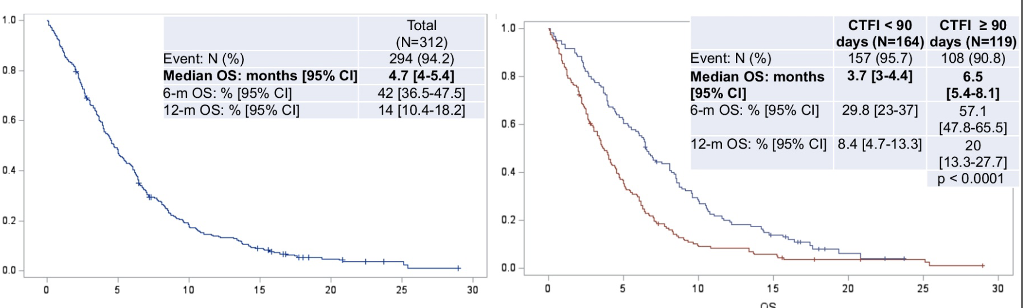 Total
(N=312)
Event: N (%) 294 (94.2)
Median OS: months [95% CI] 4.7 [4-5.4]
6-m OS: % [95% CI] 42 [36.5-47.5]
12-m OS: % [95% CI] 14 [10.4-18.2]
1.0
0.8
0.6
0.4
0.2
0.0
0 5 10 15 20 25 30
CTFI < 90 CTFI ≥ 90
days (N=164) days (N=119)
Event: N (%) 157 (95.7) 108 (90.8)
Median OS: months 3.7 [3-4.4] 6.5
[95% CI] [5.4-8.1]
6-m OS: % [95% CI] 29.8 [23-37] 57.1
[47.8-65.5]
12-m OS: % [95% CI] 8.4 [4.7-13.3] 20
[13.3-27.7]
p < 0.0001
1.0
0.8
0.6
0.4
0.2
0.0
0 5 10 15 20 25 30
OS